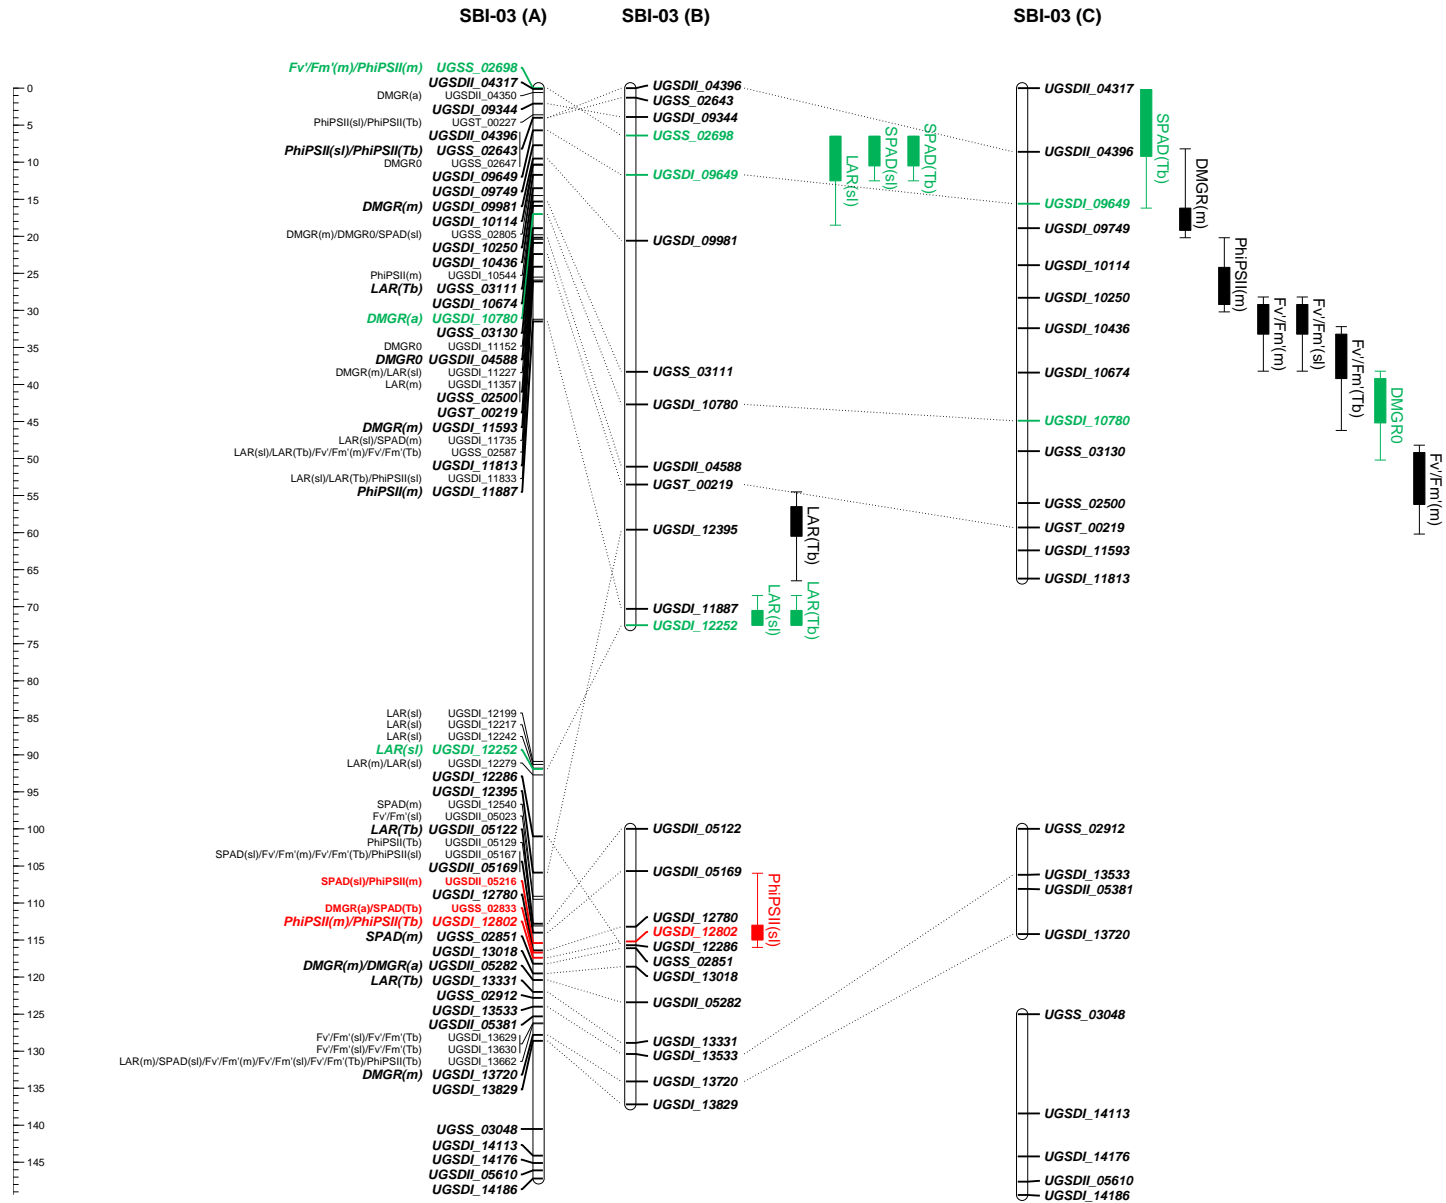 SBI-03 (A)
SBI-03 (B)
SBI-03 (C)
0
5
10
15
20
25
30
35
40
45
50
55
60
65
70
75
80
85
90
95
100
105
110
115
120
125
130
135
140
145
Fv'/Fm'(m)/PhiPSII(m) UGSS_02698
UGSDII_04317
DMGR(a) UGSDII_04350
UGSDI_09344
PhiPSII(sl)/PhiPSII(Tb) UGST_00227
UGSDII_04396
PhiPSII(sl)/PhiPSII(Tb) UGSS_02643
DMGR0 UGSS_02647
UGSDI_09649
UGSDI_09749
DMGR(m) UGSDI_09981
UGSDI_10114
DMGR(m)/DMGR0/SPAD(sl) UGSS_02805
UGSDI_10250
UGSDI_10436
PhiPSII(m) UGSDI_10544
LAR(Tb) UGSS_03111
UGSDI_10674
DMGR(a) UGSDI_10780
UGSS_03130
DMGR0 UGSDI_11152
DMGR0 UGSDII_04588
DMGR(m)/LAR(sl) UGSDI_11227
LAR(m) UGSDI_11357
UGSS_02500
UGST_00219
DMGR(m) UGSDI_11593
LAR(sl)/SPAD(m) UGSDI_11735
LAR(sl)/LAR(Tb)/Fv'/Fm'(m)/Fv'/Fm'(Tb) UGSS_02587
UGSDI_11813
LAR(sl)/LAR(Tb)/PhiPSII(sl) UGSDI_11833
PhiPSII(m) UGSDI_11887
LAR(sl) UGSDI_12199
LAR(sl) UGSDI_12217
LAR(sl) UGSDI_12242
LAR(sl) UGSDI_12252
LAR(m)/LAR(sl) UGSDI_12279
UGSDI_12286
UGSDI_12395
SPAD(m) UGSDI_12540
Fv'/Fm'(sl) UGSDII_05023
LAR(Tb) UGSDII_05122
PhiPSII(Tb) UGSDII_05129
SPAD(sl)/Fv'/Fm'(m)/Fv'/Fm'(Tb)/PhiPSII(sl) UGSDII_05167
UGSDII_05169
SPAD(sl)/PhiPSII(m) UGSDII_05216
UGSDI_12780
DMGR(a)/SPAD(Tb) UGSS_02833
PhiPSII(m)/PhiPSII(Tb) UGSDI_12802
SPAD(m) UGSS_02851
UGSDI_13018
DMGR(m)/DMGR(a) UGSDII_05282
LAR(Tb) UGSDI_13331
UGSS_02912
UGSDI_13533
UGSDII_05381
Fv'/Fm'(sl)/Fv'/Fm'(Tb) UGSDI_13629
Fv'/Fm'(sl)/Fv'/Fm'(Tb) UGSDI_13630
LAR(m)/SPAD(sl)/Fv'/Fm'(m)/Fv'/Fm'(sl)/Fv'/Fm'(Tb)/PhiPSII(Tb) UGSDI_13662
DMGR(m) UGSDI_13720
UGSDI_13829
UGSS_03048
UGSDI_14113
UGSDI_14176
UGSDII_05610
UGSDI_14186
UGSDII_04396
UGSS_02643
UGSDI_09344
UGSS_02698
UGSDI_09649
UGSDI_09981
UGSS_03111
UGSDI_10780
UGSDII_04588
UGST_00219
UGSDI_12395
UGSDI_11887
UGSDI_12252
UGSDII_05122
UGSDII_05169
UGSDI_12780
UGSDI_12802
UGSDI_12286
UGSS_02851
UGSDI_13018
UGSDII_05282
UGSDI_13331
UGSDI_13533
UGSDI_13720
UGSDI_13829
LAR(sl)
SPAD(sl)
SPAD(Tb)
LAR(Tb)
LAR(sl)
LAR(Tb)
PhiPSII(sl)
UGSDII_04317
UGSDII_04396
UGSDI_09649
UGSDI_09749
UGSDI_10114
UGSDI_10250
UGSDI_10436
UGSDI_10674
UGSDI_10780
UGSS_03130
UGSS_02500
UGST_00219
UGSDI_11593
UGSDI_11813
UGSS_02912
UGSDI_13533
UGSDII_05381
UGSDI_13720
UGSS_03048
UGSDI_14113
UGSDI_14176
UGSDII_05610
UGSDI_14186
SPAD(Tb)
DMGR(m)
PhiPSII(m)
Fv'/Fm'(m)
Fv'/Fm'(sl)
Fv'/Fm'(Tb)
DMGR0
Fv'/Fm'(m)